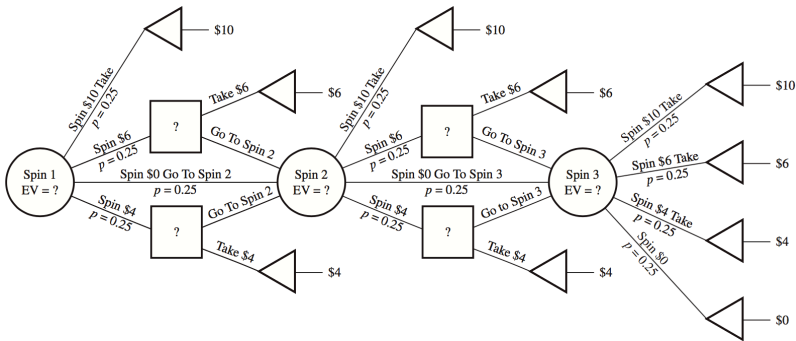 Spin $10 Take
p = 0.25
$10
Spin $6
p = 0.25
?
Take $6
$6
Go To Spin 2
Spin 1
EV = ?
Spin $0 Go To Spin 2
p = 0.25
Spin $4
p = 0.25
?
Go To Spin 2
Take $4
$4
Spin 2
EV = ?
Spin $10 Take
p = 0.25
$10
Spin $6
p = 0.25
?
Take $6
$6
Go To Spin 3
Spin $0 Go To Spin 3
p = 0.25
Spin $4
p = 0.25
?
Go to Spin 3
Take $4
$4
Spin 3
EV = ?
Spin $10 Take
p = 0.25
$10
Spin $6 Take
p = 0.25
$6
Spin $4 Take
p = 0.25
$4
Spin $0
p = 0.25
$0